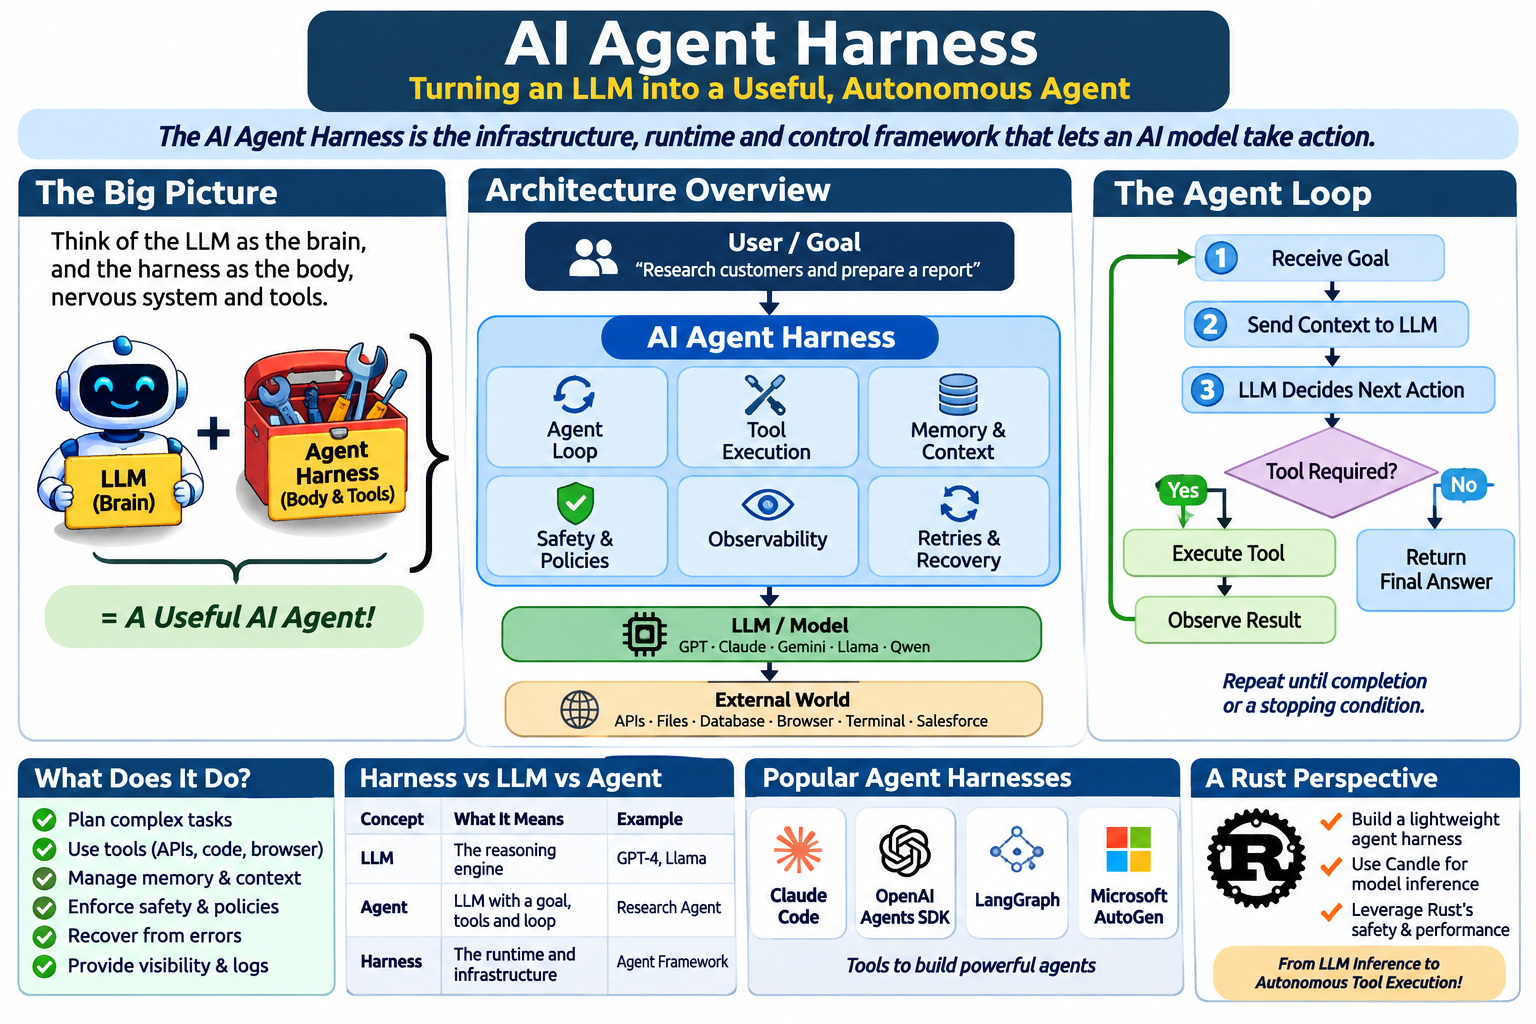 AI Agent Harness
Turning an LLM into a Useful, Autonomous Agent
The AI Agent Harness is the infrastructure, runtime and control framework that lets an AI model take action.
The Big Picture
Think of the LLM as the brain,
and the harness as the body,
nervous system and tools.
LLM
(Brain)
+
Agent
Harness
(Body & Tools)
= A Useful AI Agent!
Architecture Overview
User / Goal
“Research customers and prepare a report”
AI Agent Harness
Agent
Loop
Tool
Execution
Memory &
Context
Safety &
Policies
Observability
Retries &
Recovery
LLM / Model
GPT · Claude · Gemini · Llama · Qwen
External World
APIs · Files · Database · Browser · Terminal · Salesforce
The Agent Loop
1 Receive Goal
2 Send Context to LLM
3 LLM Decides Next Action
Tool Required?
Yes
No
Execute Tool
Return
Final Answer
Observe Result
Repeat until completion
or a stopping condition.
What Does It Do?
Plan complex tasks
Use tools (APIs, code, browser)
Manage memory & context
Enforce safety & policies
Recover from errors
Provide visibility & logs
Harness vs LLM vs Agent
Concept What It Means Example
LLM The reasoning engine GPT-4, Llama
Agent LLM with a goal, tools and loop Research Agent
Harness The runtime and infrastructure Agent Framework
Popular Agent Harnesses
Claude
Code
OpenAI
Agents SDK
LangGraph
Microsoft
AutoGen
Tools to build powerful agents
A Rust Perspective
R
Build a lightweight
agent harness
Use Candle for
model inference
Leverage Rust's
safety & performance
From LLM Inference to
Autonomous Tool Execution!